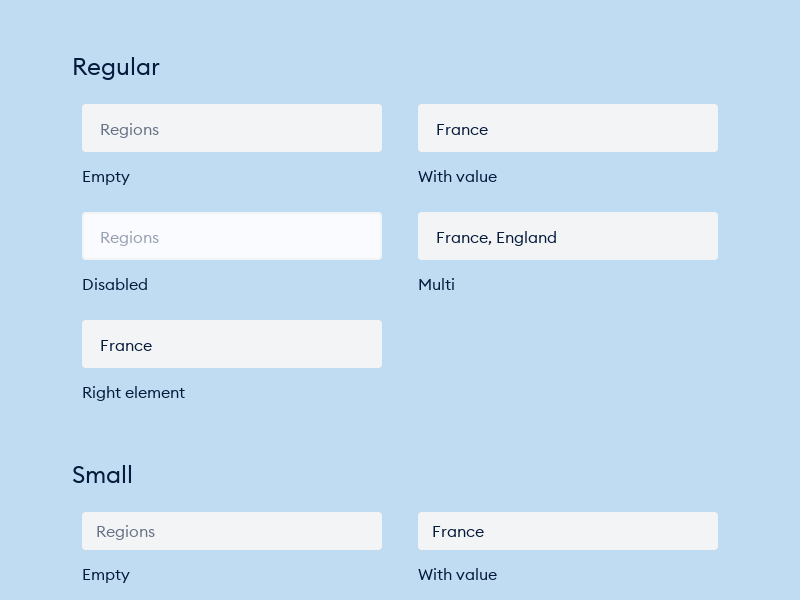 Regular
Regions
France
Empty
With value
Regions
France, England
Disabled
Multi
France
Right element
Small
Regions
France
Empty
With value